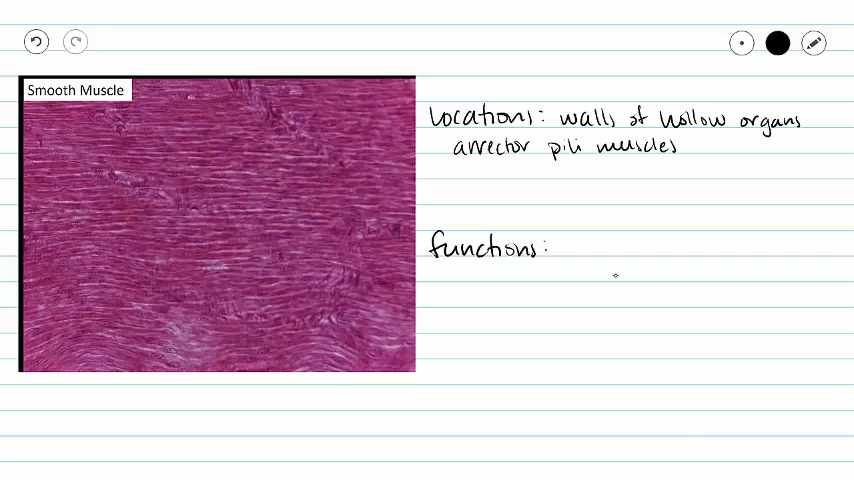 Smooth Muscle
Locations: walls of hollow organs
arrector pili muscles
functions: